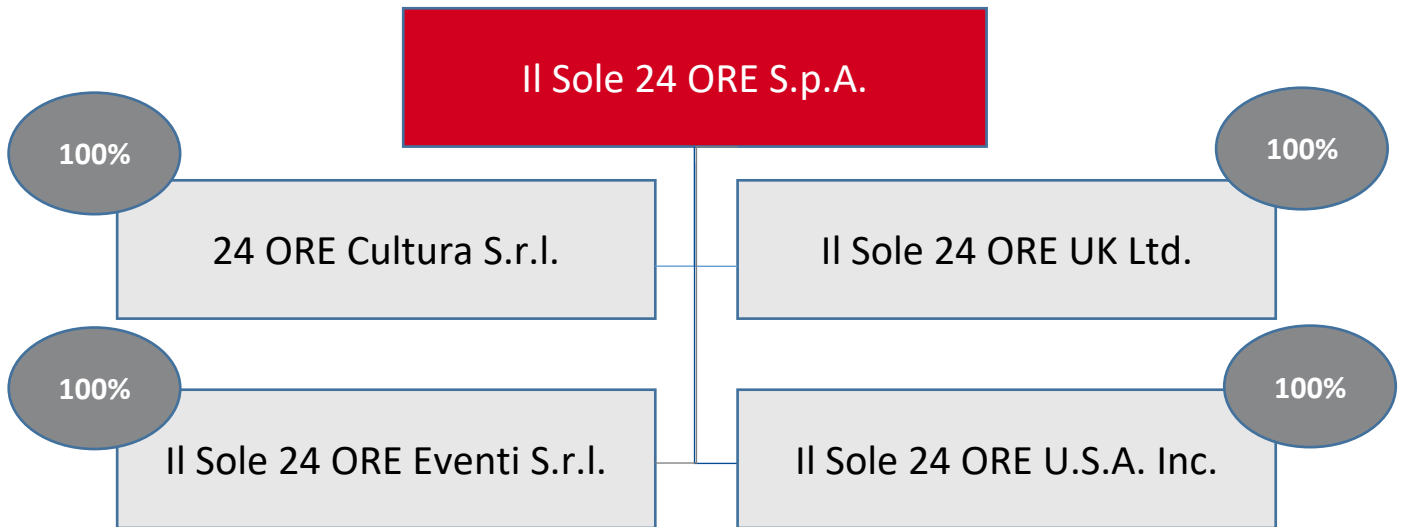 Il Sole 24 ORE S.p.A.
100%
100%
24 ORE Cultura S.r.l.
Il Sole 24 ORE UK Ltd.
100%
100%
Il Sole 24 ORE Eventi S.r.l.
Il Sole 24 ORE U.S.A. Inc.